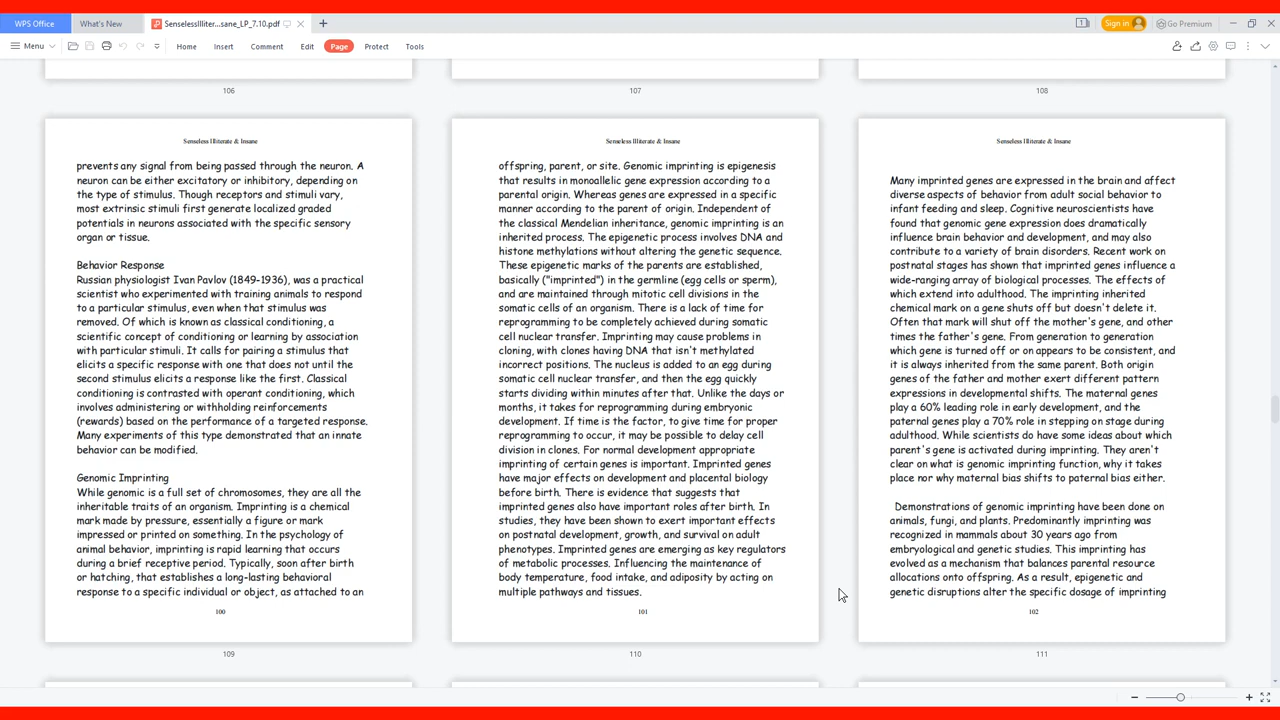 WPS Office
What's New
SenselessIlliter...sane_LP_7.10.pdf
1
Sign in
Go Premium
Menu
Home
Insert
Comment
Edit
Page
Protect
Tools
106
107
108
Senseless Illiterate & Insane
prevents any signal from being passed through the neuron. A
neuron can be either excitatory or inhibitory, depending on
the type of stimulus. Though receptors and stimuli vary,
most extrinsic stimuli first generate localized graded
potentials in neurons associated with the specific sensory
organ or tissue.
Behavior Response
Russian physiologist Ivan Pavlov (1849-1936), was a practical
scientist who experimented with training animals to respond
to a particular stimulus, even when that stimulus was
removed. Of which is known as classical conditioning, a
scientific concept of conditioning or learning by association
with particular stimuli. It calls for pairing a stimulus that
elicits a specific response with one that does not until the
second stimulus elicits a response like the first. Classical
conditioning is contrasted with operant conditioning, which
involves administering or withholding reinforcements
(rewards) based on the performance of a targeted response.
Many experiments of this type demonstrated that an innate
behavior can be modified.
Genomic Imprinting
While genomic is a full set of chromosomes, they are all the
inheritable traits of an organism. Imprinting is a chemical
mark made by pressure, essentially a figure or mark
impressed or printed on something. In the psychology of
animal behavior, imprinting is rapid learning that occurs
during a brief receptive period. Typically, soon after birth
or hatching, that establishes a long-lasting behavioral
response to a specific individual or object, as attached to an
100
109
Senseless Illiterate & Insane
offspring, parent, or site. Genomic imprinting is epigenesis
that results in monoallelic gene expression according to a
parental origin. Whereas genes are expressed in a specific
manner according to the parent of origin. Independent of
the classical Mendelian inheritance, genomic imprinting is an
inherited process. The epigenetic process involves DNA and
histone methylations without altering the genetic sequence.
These epigenetic marks of the parents are established,
basically ("imprinted") in the germline (egg cells or sperm),
and are maintained through mitotic cell divisions in the
somatic cells of an organism. There is a lack of time for
reprogramming to be completely achieved during somatic
cell nuclear transfer. Imprinting may cause problems in
cloning, with clones having DNA that isn't methylated
incorrect positions. The nucleus is added to an egg during
somatic cell nuclear transfer, and then the egg quickly
starts dividing within minutes after that. Unlike the days or
months, it takes for reprogramming during embryonic
development. If time is the factor, to give time for proper
reprogramming to occur, it may be possible to delay cell
division in clones. For normal development appropriate
imprinting of certain genes is important. Imprinted genes
have major effects on development and placental biology
before birth. There is evidence that suggests that
imprinted genes also have important roles after birth. In
studies, they have been shown to exert important effects
on postnatal development, growth, and survival on adult
phenotypes. Imprinted genes are emerging as key regulators
of metabolic processes. Influencing the maintenance of
body temperature, food intake, and adiposity by acting on
multiple pathways and tissues.
101
110
Senseless Illiterate & Insane
Many imprinted genes are expressed in the brain and affect
diverse aspects of behavior from adult social behavior to
infant feeding and sleep. Cognitive neuroscientists have
found that genomic gene expression does dramatically
influence brain behavior and development, and may also
contribute to a variety of brain disorders. Recent work on
postnatal stages has shown that imprinted genes influence a
wide-ranging array of biological processes. The effects of
which extend into adulthood. The imprinting inherited
chemical mark on a gene shuts off but doesn't delete it.
Often that mark will shut off the mother's gene, and other
times the father's gene. From generation to generation
which gene is turned off or on appears to be consistent, and
it is always inherited from the same parent. Both origin
genes of the father and mother exert different pattern
expressions in developmental shifts. The maternal genes
play a 60% leading role in early development, and the
paternal genes play a 70% role in stepping on stage during
adulthood. While scientists do have some ideas about which
parent's gene is activated during imprinting. They aren't
clear on what is genomic imprinting function, why it takes
place nor why maternal bias shifts to paternal bias either.
Demonstrations of genomic imprinting have been done on
animals, fungi, and plants. Predominantly imprinting was
recognized in mammals about 30 years ago from
embryological and genetic studies. This imprinting has
evolved as a mechanism that balances parental resource
allocations onto offspring. As a result, epigenetic and
genetic disruptions alter the specific dosage of imprinting
102
111